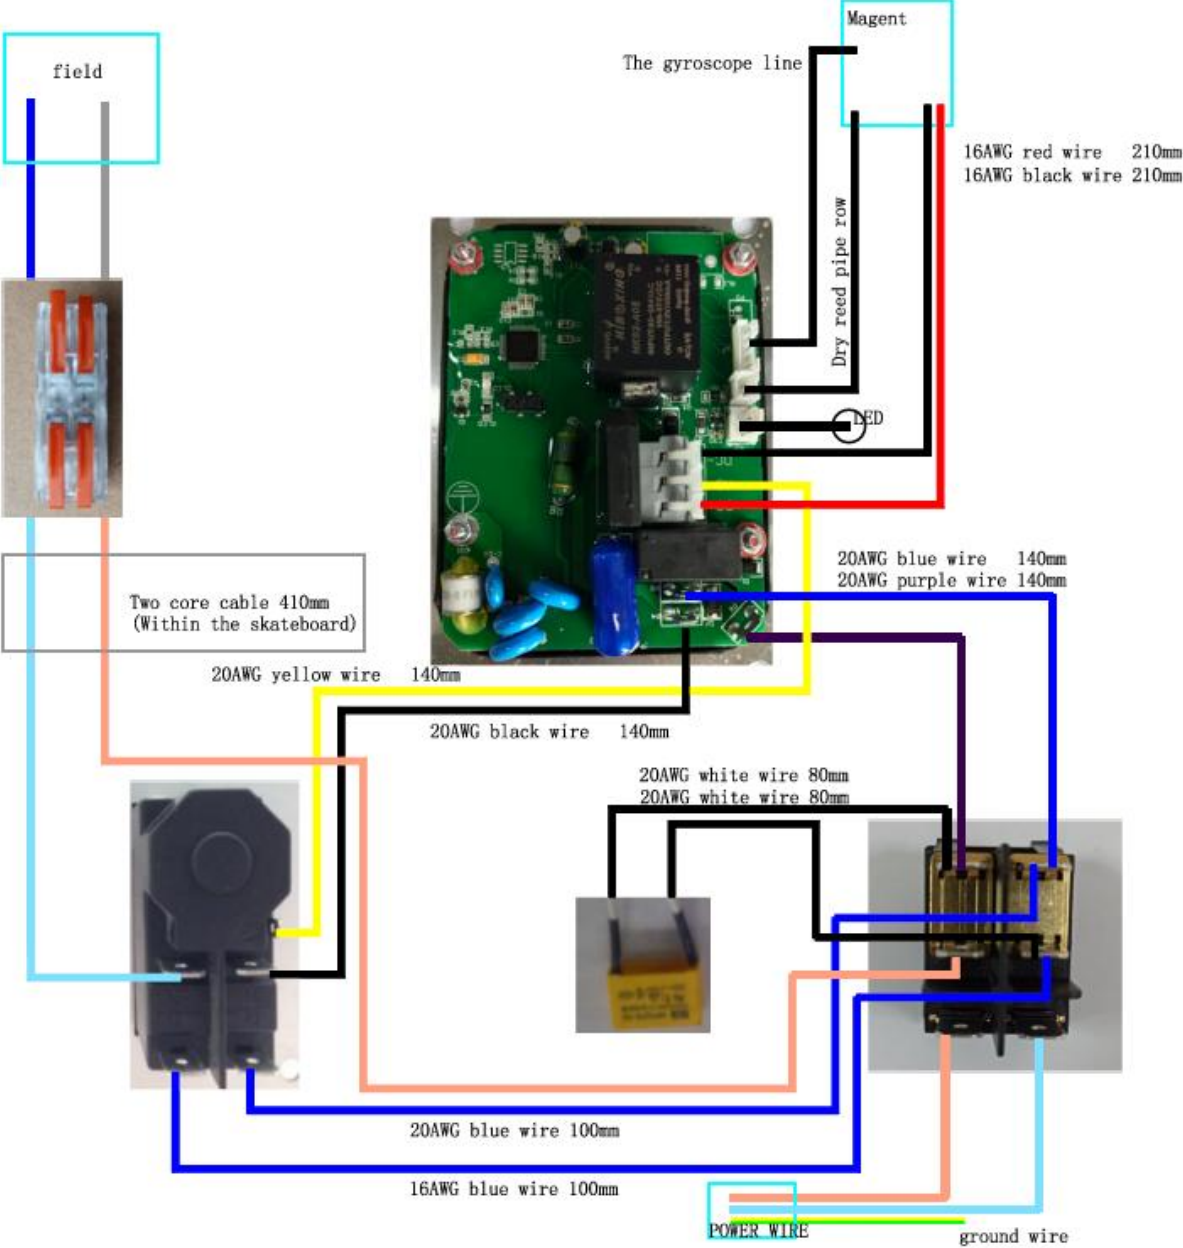 Magent
The gyroscope line
field
16AWG red wire 210mm
16AWG black wire 210mm
Dry reed pipe row
LED
DC-
20AWG blue wire 140mm
20AWG purple wire 140mm
Two core cable 410mm
(Within the skateboard)
20AWG yellow wire 140mm
20AWG black wire 140mm
20AWG white wire 80mm
20AWG white wire 80mm
20AWG blue wire 100mm
16AWG blue wire 100mm
POWER WIRE
ground wire